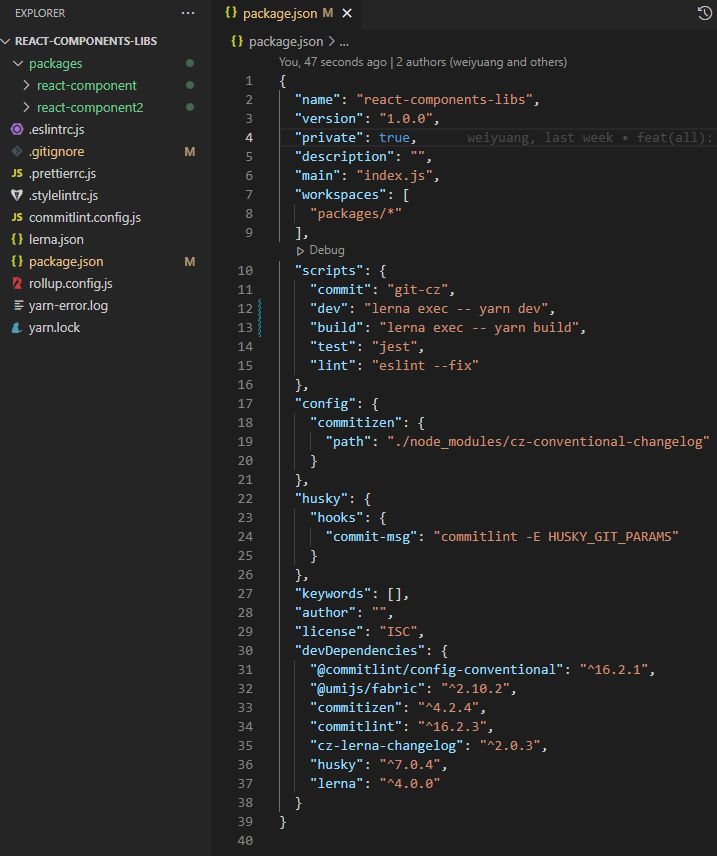 EXPLORER
···
REACT-COMPONENTS-LIBS
packages
react-component
react-component2
.eslintrc.js
.gitignore M
.prettierrc.js
.stylelintrc.js
JS commitlint.config.js
{} lerna.json
{} package.json M
rollup.config.js
yarn-error.log
yarn.lock
{} package.json M
{} package.json > ...
You, 47 seconds ago | 2 authors (weiyuang and others)
1 {
2 "name": "react-components-libs",
3 "version": "1.0.0",
4 "private": true, weiyuang, last week • feat(all):
5 "description": "",
6 "main": "index.js",
7 "workspaces": [
8 "packages/*"
9 ],
Debug
10 "scripts": {
11 "commit": "git-cz",
12 "dev": "lerna exec -- yarn dev",
13 "build": "lerna exec -- yarn build",
14 "test": "jest",
15 "lint": "eslint --fix"
16 },
17 "config": {
18 "commitizen": {
19 "path": "./node_modules/cz-conventional-changelog"
20 }
21 },
22 "husky": {
23 "hooks": {
24 "commit-msg": "commitlint -E HUSKY_GIT_PARAMS"
25 }
26 },
27 "keywords": [],
28 "author": "",
29 "license": "ISC",
30 "devDependencies": {
31 "@commitlint/config-conventional": "^16.2.1",
32 "@umijs/fabric": "^2.10.2",
33 "commitizen": "^4.2.4",
34 "commitlint": "^16.2.3",
35 "cz-lerna-changelog": "^2.0.3",
36 "husky": "^7.0.4",
37 "lerna": "^4.0.0"
38 }
39 }
40